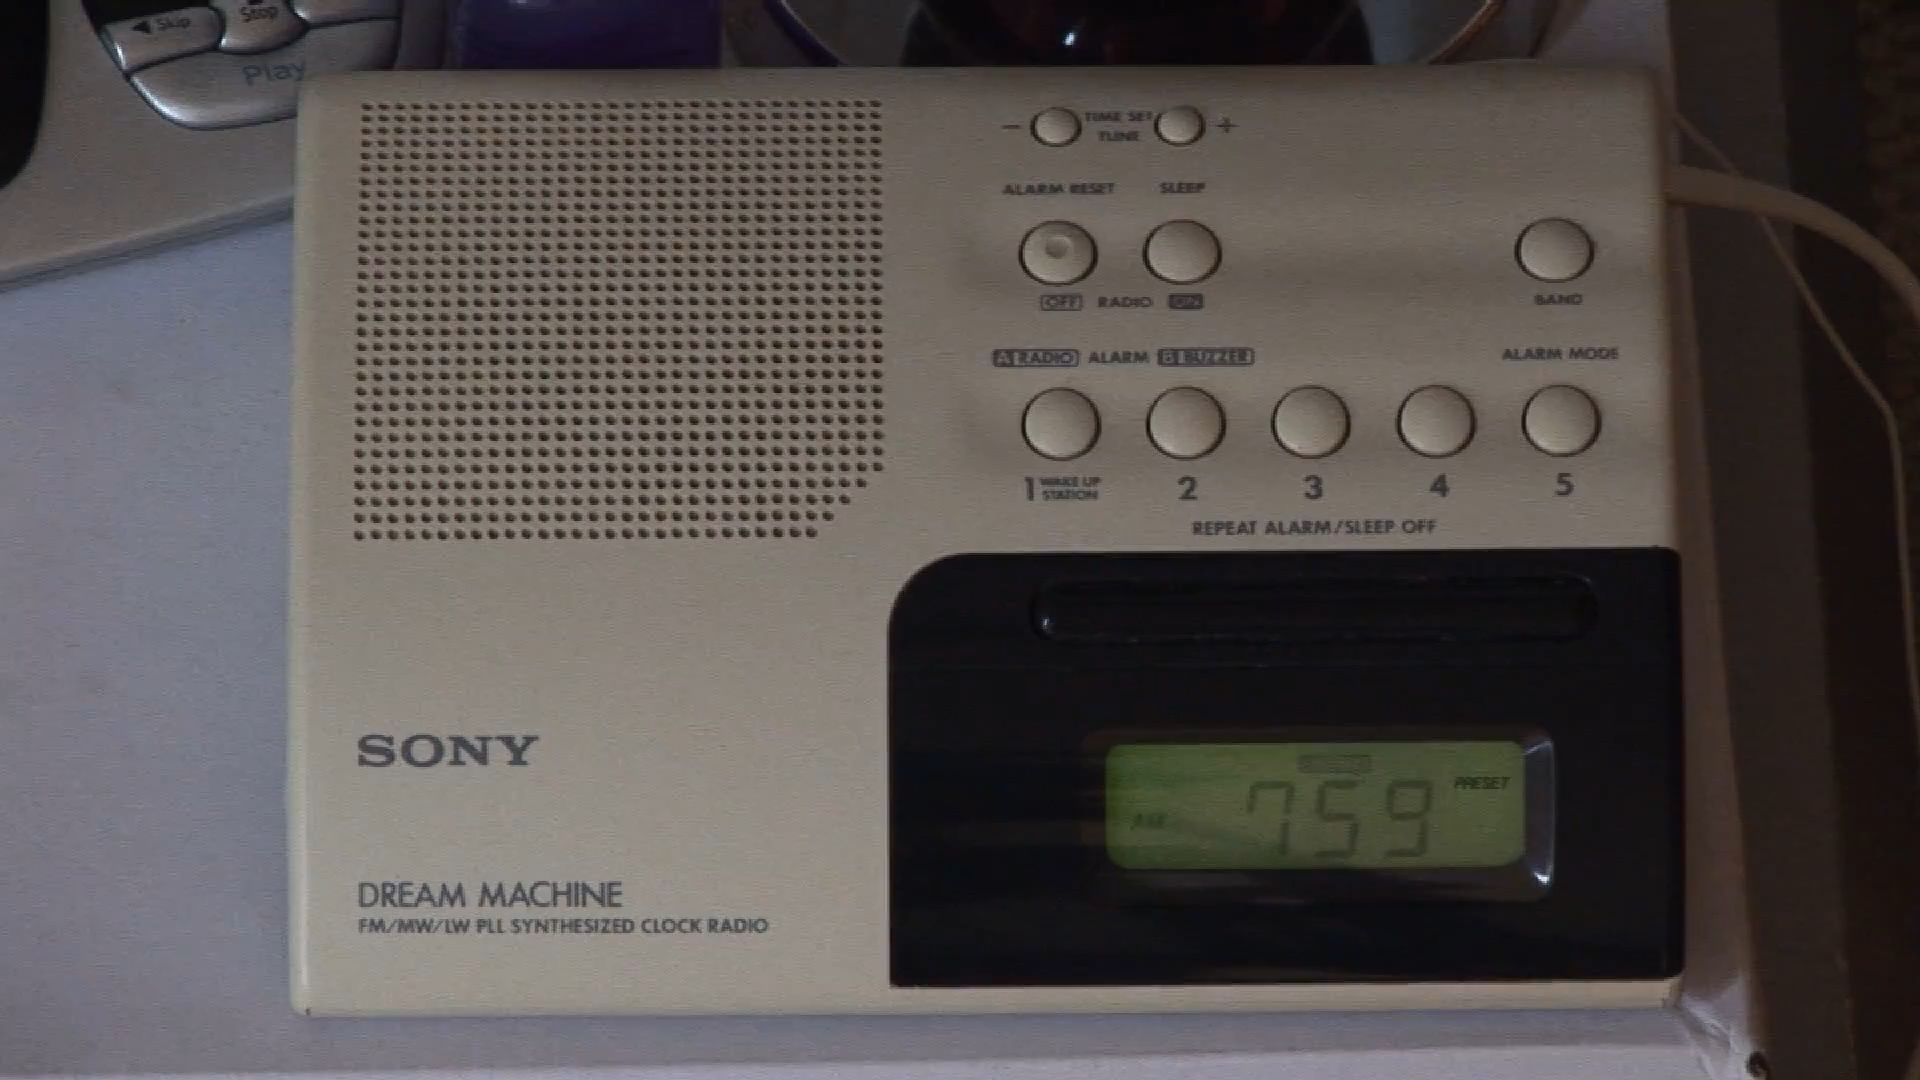 Skip
Stop
Play
- TIME SET +
TUNE
ALARM RESET SLEEP
OFF RADIO ON
BAND
A RADIO ALARM B BUZZER
ALARM MODE
1 WAKE UP STATION 2 3 4 5
REPEAT ALARM/SLEEP OFF
SONY
PRESET
759
DREAM MACHINE
FM/MW/LW PLL SYNTHESIZED CLOCK RADIO